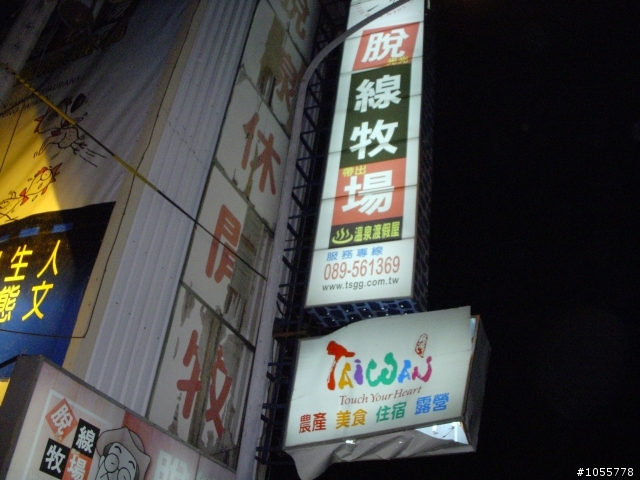 脫線牧場
帶出
溫泉渡假屋
服務專線
089-561369
www.tsgg.com.tw
TAIWAN
Touch Your Heart
農產 美食 住宿 露營
休閒牧
生人
態文
脫線
牧場
#1055778